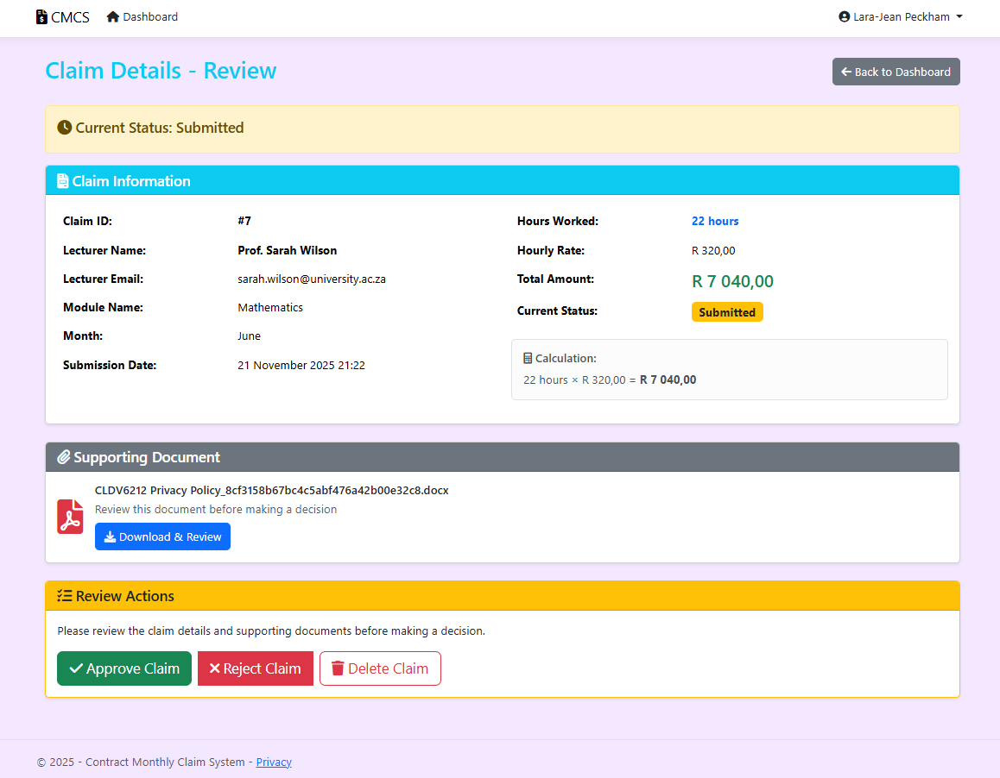 CMCS Dashboard Lara-Jean Peckham
Claim Details - Review
Back to Dashboard
Current Status: Submitted
Claim Information
Claim ID: #7
Lecturer Name: Prof. Sarah Wilson
Lecturer Email: sarah.wilson@university.ac.za
Module Name: Mathematics
Month: June
Submission Date: 21 November 2025 21:22
Hours Worked: 22 hours
Hourly Rate: R 320,00
Total Amount: R 7 040,00
Current Status: Submitted
Calculation:
22 hours × R 320,00 = R 7 040,00
Supporting Document
CLDV6212 Privacy Policy_8cf3158b67bc4c5abf476a42b00e32c8.docx
Review this document before making a decision
Download & Review
Review Actions
Please review the claim details and supporting documents before making a decision.
Approve Claim Reject Claim Delete Claim
© 2025 - Contract Monthly Claim System - Privacy